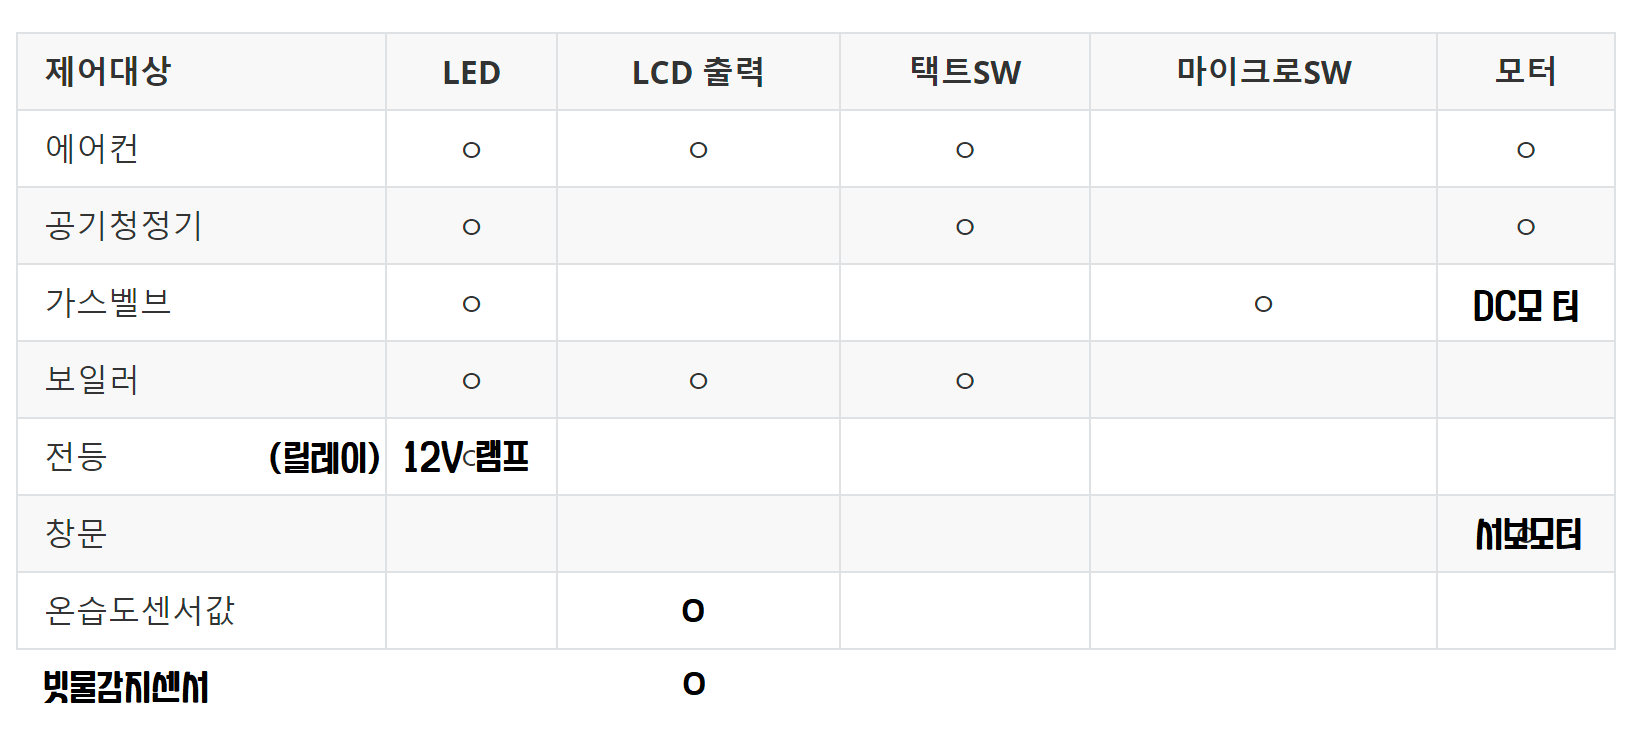 제어대상 LED LCD 출력 택트SW 마이크로SW 모터
에어컨 ○ ○ ○ ○
공기청정기 ○ ○ ○
가스벨브 ○ ○ DC모 터
보일러 ○ ○ ○
전등 (릴레이) 12V램프
창문 서보모터
온습도센서값 O
빗물감지센서 O